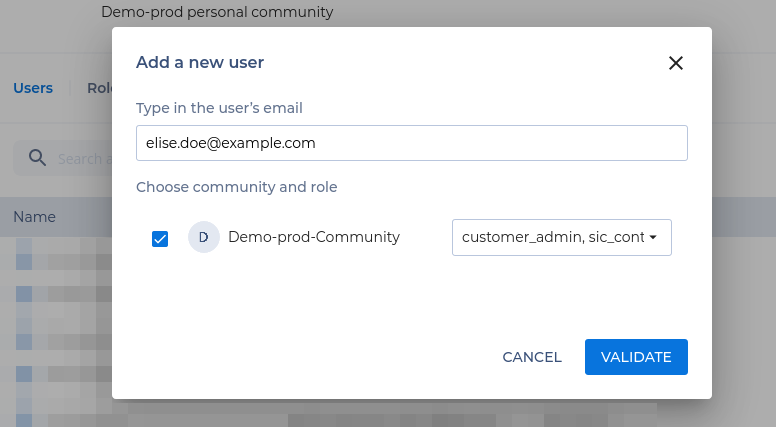 Demo-prod personal community
Add a new user
Users
Rol
Type in the user's email
elise.doe@example.com
Search a
Choose community and role
Name
D
Demo-prod-Community
customer_admin, sic_cont
CANCEL
VALIDATE